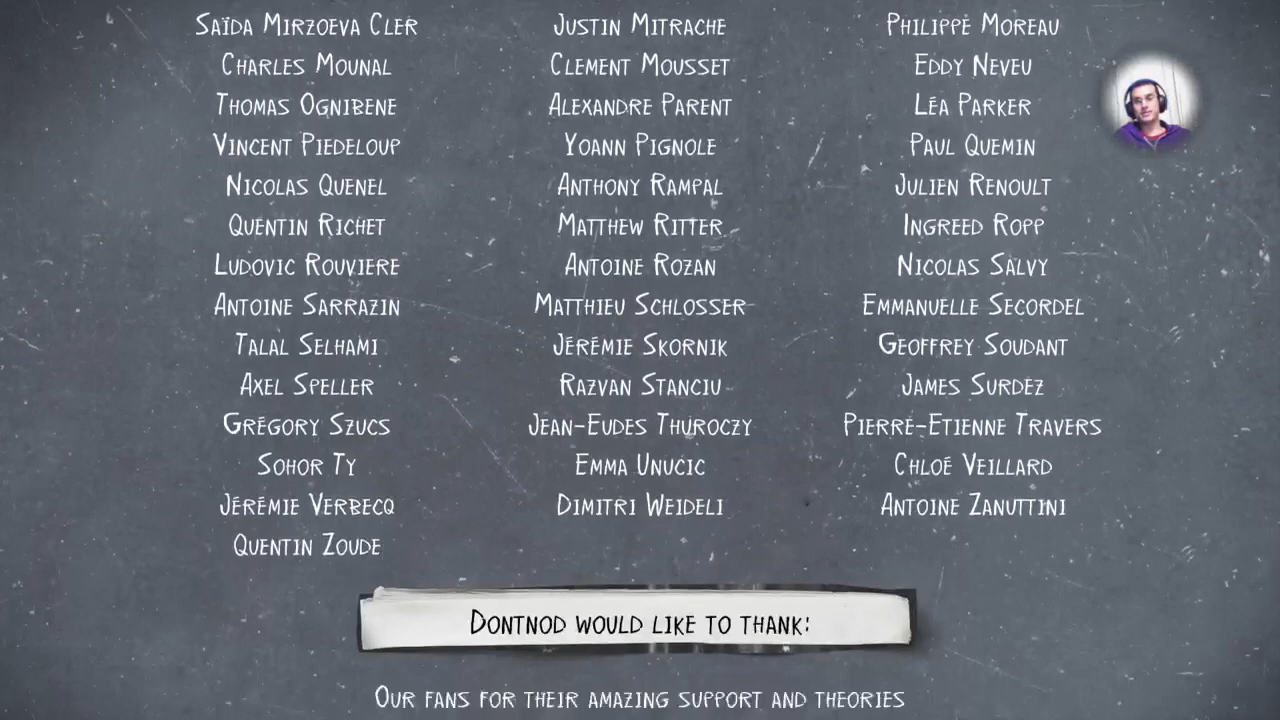 Saïda Mirzoeva Cler Justin Mitrache Philippe Moreau
Charles Mounal Clement Mousset Eddy Neveu
Thomas Ognibene Alexandre Parent Léa Parker
Vincent Piedeloup Yoann Pignole Paul Quemin
Nicolas Quenel Anthony Rampal Julien Renoult
Quentin Richet Matthew Ritter Ingreed Ropp
Ludovic Rouviere Antoine Rozan Nicolas Salvy
Antoine Sarrazin Matthieu Schlosser Emmanuelle Secordel
Talal Selhami Jérémie Skornik Geoffrey Soudant
Axel Speller Razvan Stanciu James Surdez
Grégory Szucs Jean-Eudes Thuroczy Pierre-Etienne Travers
Sohor Ty Emma Unucic Chloé Veillard
Jérémie Verbecq Dimitri Weideli Antoine Zanuttini
Quentin Zoude
Dontnod would like to thank:
Our fans for their amazing support and theories